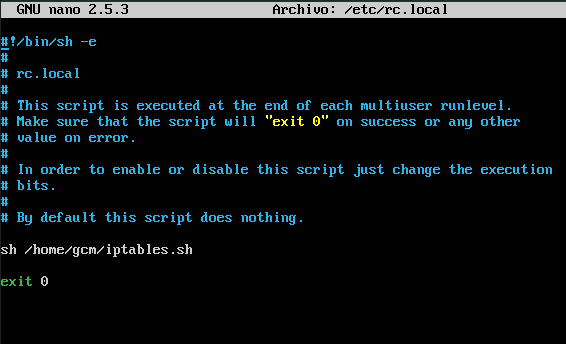 GNU nano 2.5.3 Archivo: /etc/rc.local
#!/bin/sh -e
#
# rc.local
#
# This script is executed at the end of each multiuser runlevel.
# Make sure that the script will "exit 0" on success or any other
# value on error.
#
# In order to enable or disable this script just change the execution
# bits.
#
# By default this script does nothing.
sh /home/gcm/iptables.sh
exit 0